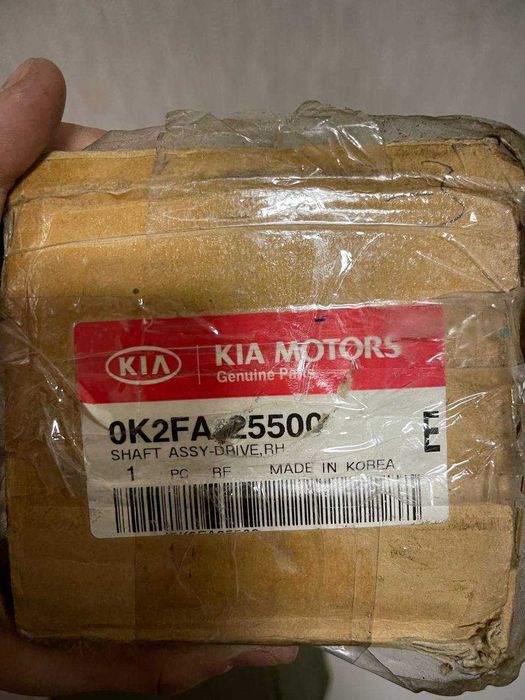 KIA
KIA MOTORS
Genuine Parts
0K2FA 25500
E
SHAFT ASSY-DRIVE,RH
1 PC RF MADE IN KOREA